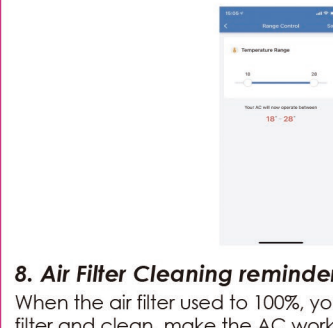 Range Control
Temperature Range
18 28
Your AC will now operate between
18° - 28°
8. Air Filter Cleaning reminder
When the air filter used to 100%, yo
filter and clean, make the AC work